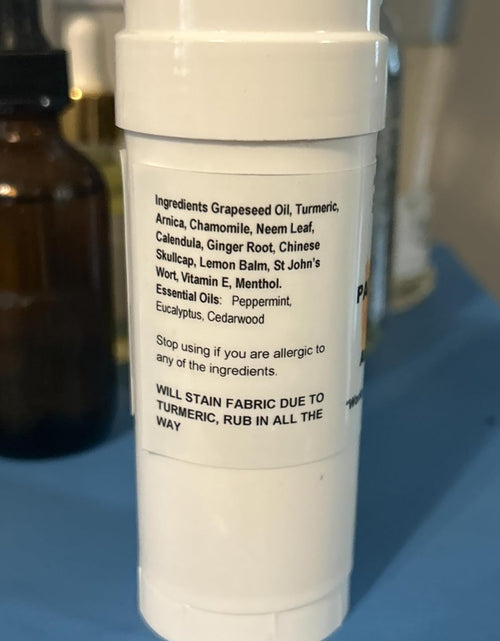 Ingredients Grapeseed Oil, Turmeric,
Arnica, Chamomile, Neem Leaf,
Calendula, Ginger Root, Chinese
Skullcap, Lemon Balm, St John's
Wort, Vitamin E, Menthol.
Essential Oils: Peppermint,
Eucalyptus, Cedarwood
Stop using if you are allergic to
any of the ingredients.
WILL STAIN FABRIC DUE TO
TURMERIC, RUB IN ALL THE
WAY